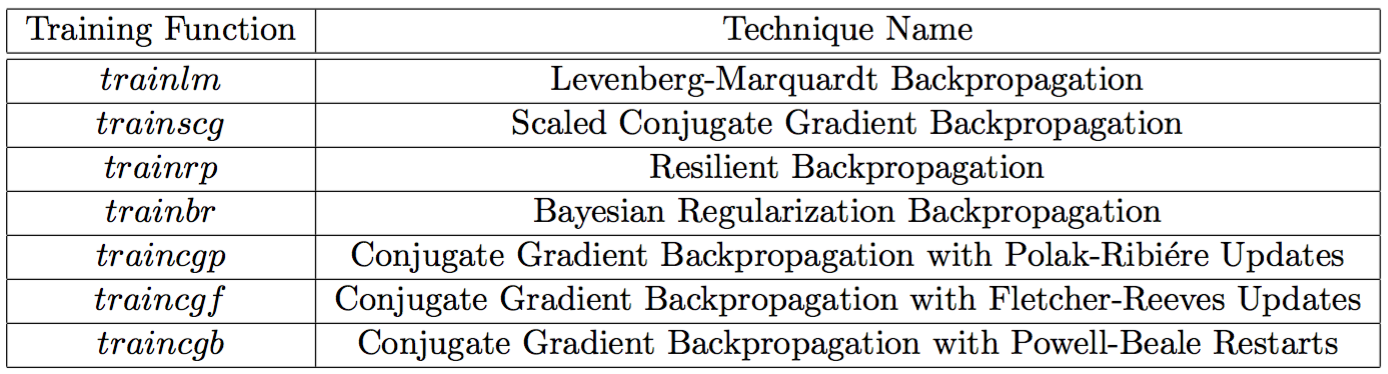 Training Function Technique Name
trainlm Levenberg-Marquardt Backpropagation
trainscg Scaled Conjugate Gradient Backpropagation
trainrp Resilient Backpropagation
trainbr Bayesian Regularization Backpropagation
traincgp Conjugate Gradient Backpropagation with Polak-Ribiére Updates
traincgf Conjugate Gradient Backpropagation with Fletcher-Reeves Updates
traincgb Conjugate Gradient Backpropagation with Powell-Beale Restarts